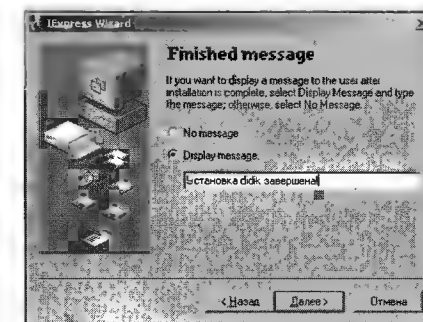 IExpress Wizard
Finished message
If you want to display a message to the user after
installation is complete, select Display Message and type
the message; otherwise, select No Message.
No message
Display message.
Установка didik завершена!
< Назад
Далее >
Отмена